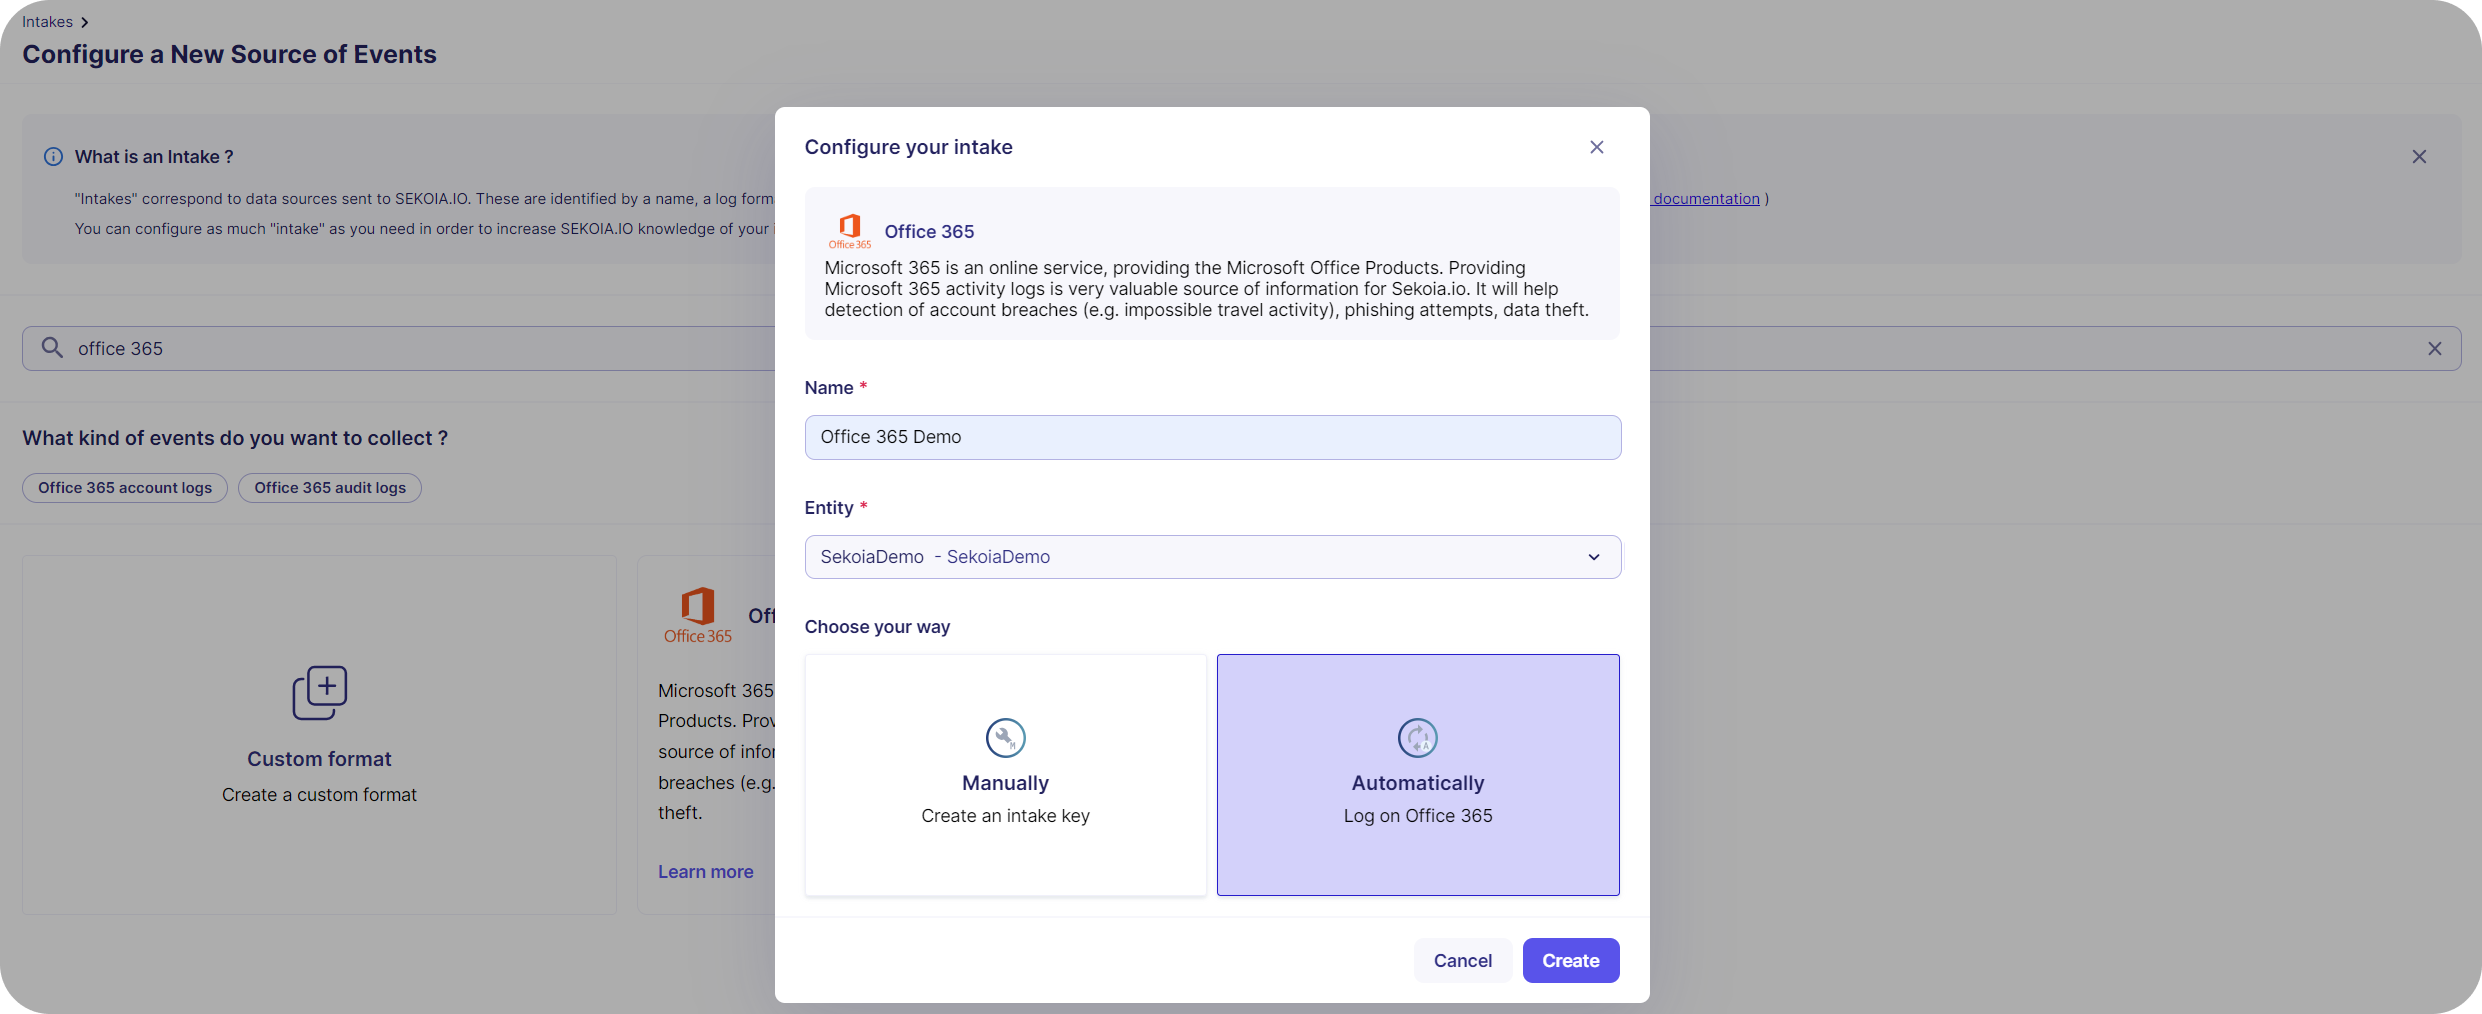 Intakes
Configure a New Source of Events
What is an Intake ?
"Intakes" correspond to data sources sent to SEKOIA.IO. These are identified by a name, a log form
documentation )
You can configure as much "intake" as you need in order to increase SEKOIA.IO knowledge of your
office 365
What kind of events do you want to collect ?
Office 365 account logs
Office 365 audit logs
Custom format
Create a custom format
Office 365
Off
Microsoft 365
Products. Prov
source of infor
breaches (e.g.
theft.
Learn more
Configure your intake
Office 365
Office 365
Microsoft 365 is an online service, providing the Microsoft Office Products. Providing
Microsoft 365 activity logs is very valuable source of information for Sekoia.io. It will help
detection of account breaches (e.g. impossible travel activity), phishing attempts, data theft.
Name *
Office 365 Demo
Entity *
SekoiaDemo - SekoiaDemo
Choose your way
M
Manually
Create an intake key
A
Automatically
Log on Office 365
Cancel
Create